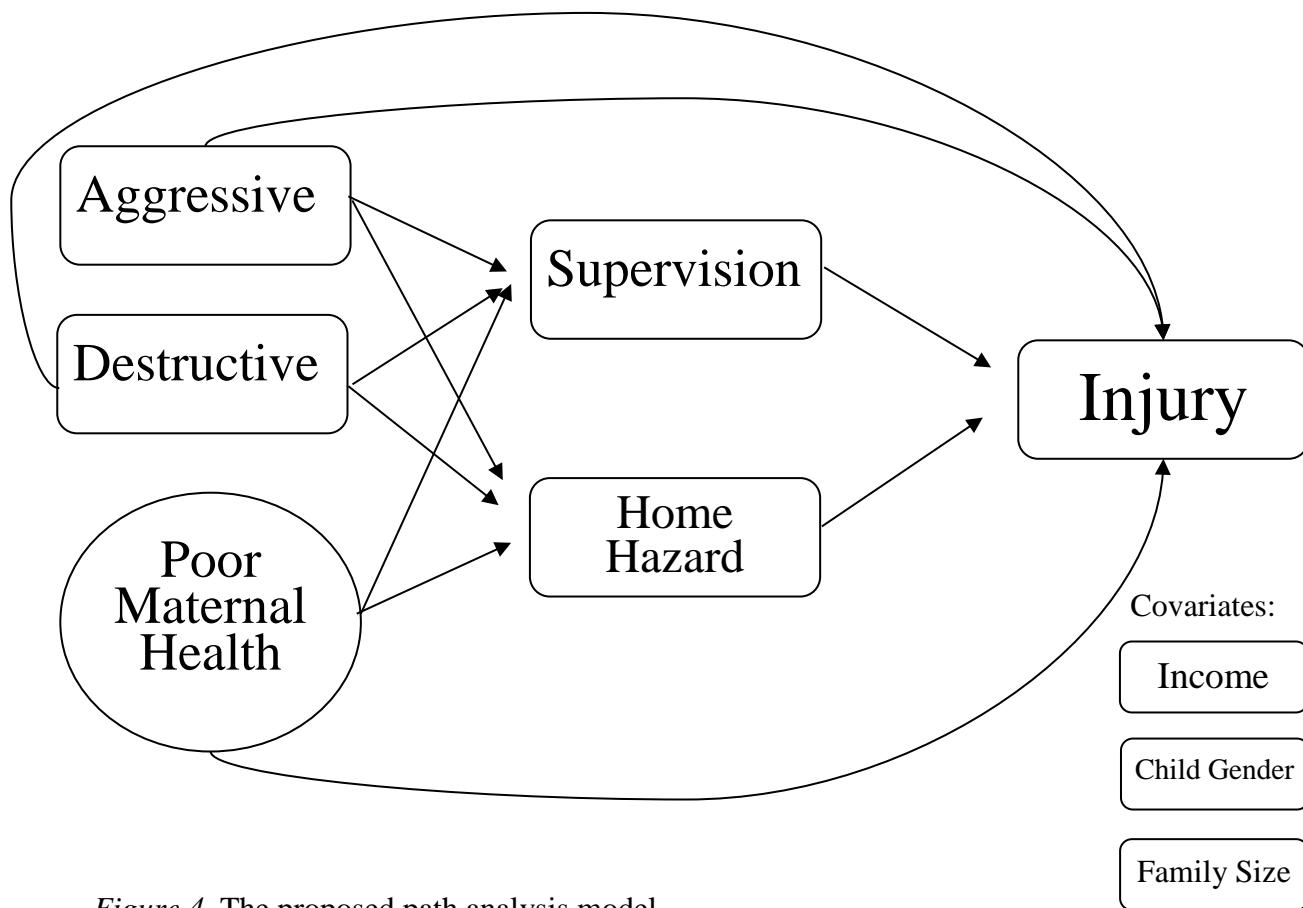 Aggressive
Supervision
Destructive
Injury
Home
Hazard
Poor
Maternal
Health
Covariates:
Income
Child Gender
Family Size
Figure 4. The proposed path analysis model